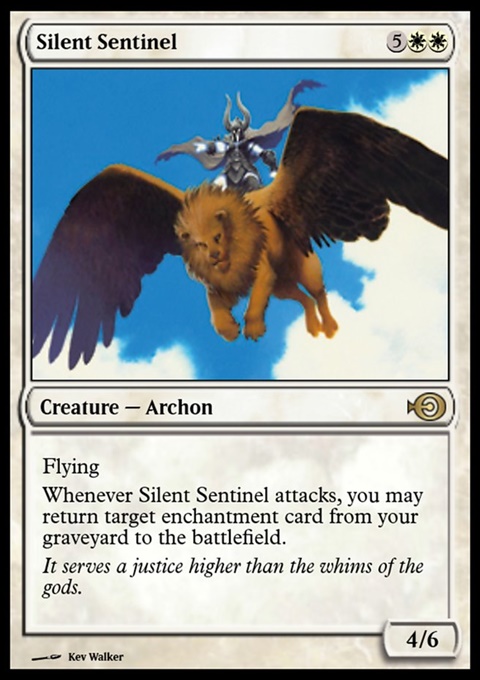 Silent Sentinel 5
Creature — Archon
Flying
Whenever Silent Sentinel attacks, you may
return target enchantment card from your
graveyard to the battlefield.
It serves a justice higher than the whims of the
gods.
4/6
Kev Walker